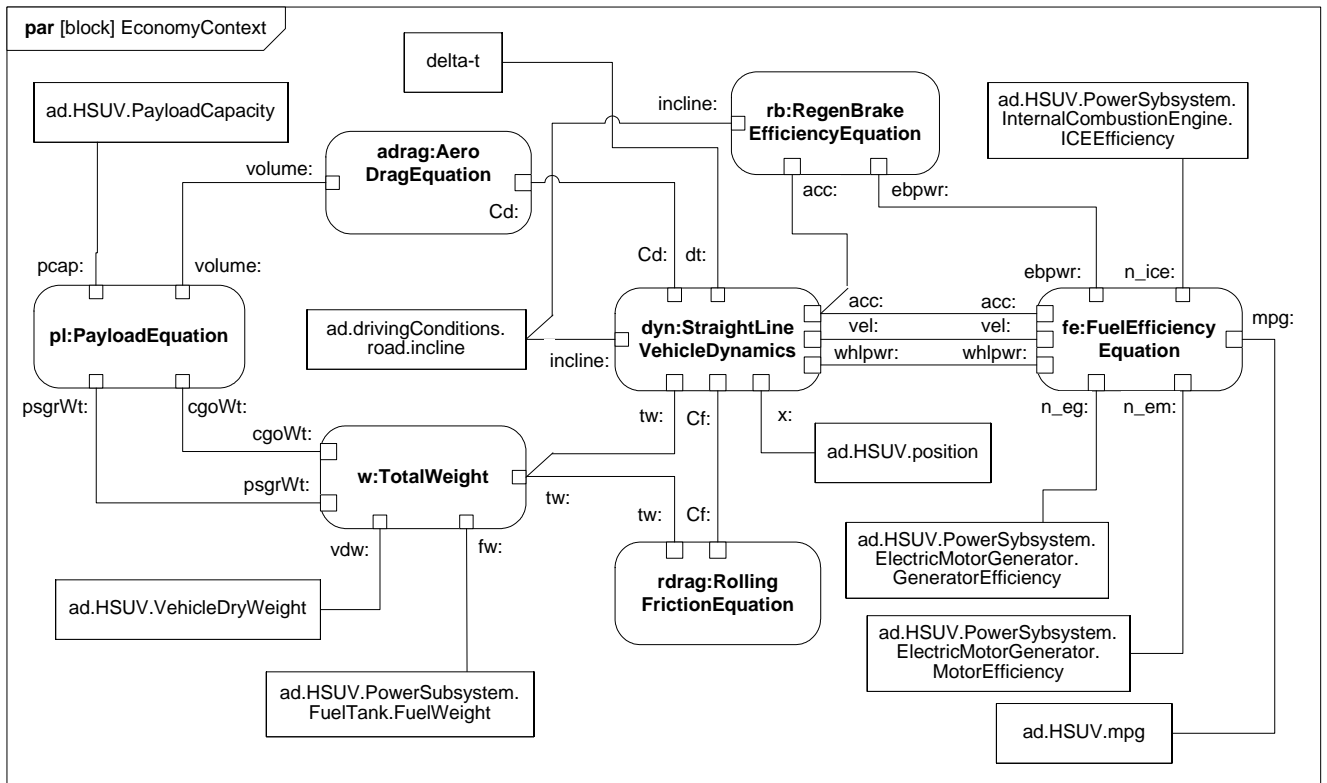 par [block] EconomyContext
delta-t
ad.HSUV.PayloadCapacity
incline:
rb:RegenBrake
EfficiencyEquation
ad.HSUV.PowerSybsystem.
InternalCombustionEngine.
ICEEfficiency
volume:
adrag:Aero
DragEquation
Cd:
acc:
ebpwr:
pcap:
volume:
Cd:
dt:
ebpwr:
n_ice:
pl:PayloadEquation
ad.drivingConditions.
road.incline
incline:
dyn:StraightLine
VehicleDynamics
acc:
vel:
whlpwr:
acc:
vel:
whlpwr:
fe:FuelEfficiency
Equation
mpg:
psgrWt:
cgoWt:
tw:
Cf:
x:
n_eg:
n_em:
cgoWt:
psgrWt:
w:TotalWeight
tw:
ad.HSUV.position
vdw:
fw:
tw:
Cf:
rdrag:Rolling
FrictionEquation
ad.HSUV.PowerSybsystem.
ElectricMotorGenerator.
GeneratorEfficiency
ad.HSUV.VehicleDryWeight
ad.HSUV.PowerSybsystem.
ElectricMotorGenerator.
MotorEfficiency
ad.HSUV.PowerSubsystem.
FuelTank.FuelWeight
ad.HSUV.mpg